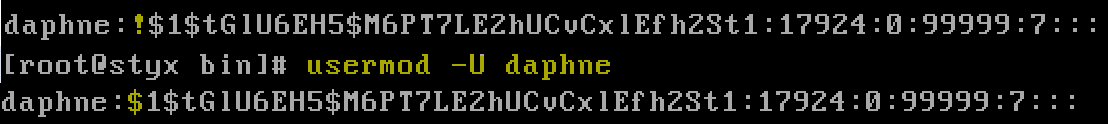 daphne:!$1$tGlU6EH5$M6PT7LE2hUCvCxlEfh2St1:17924:0:99999:7:::
[root@styx bin]# usermod -U daphne
daphne:$1$tGlU6EH5$M6PT7LE2hUCvCxlEfh2St1:17924:0:99999:7:::